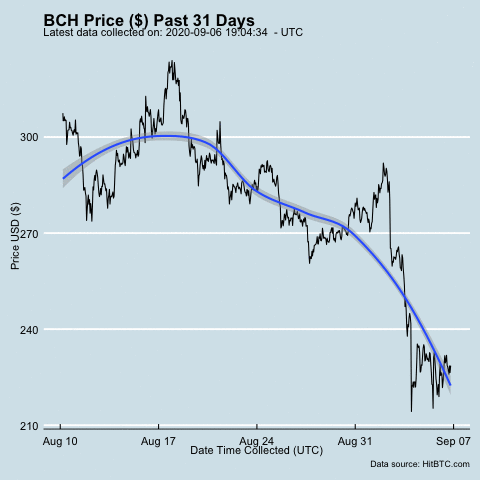 BCH Price ($) Past 31 Days
Latest data collected on: 2020-09-06 19:04:34  - UTC
300
270
240
210
Price USD ($)
Aug 10 Aug 17 Aug 24 Aug 31 Sep 07
Date Time Collected (UTC)
Data source: HitBTC.com